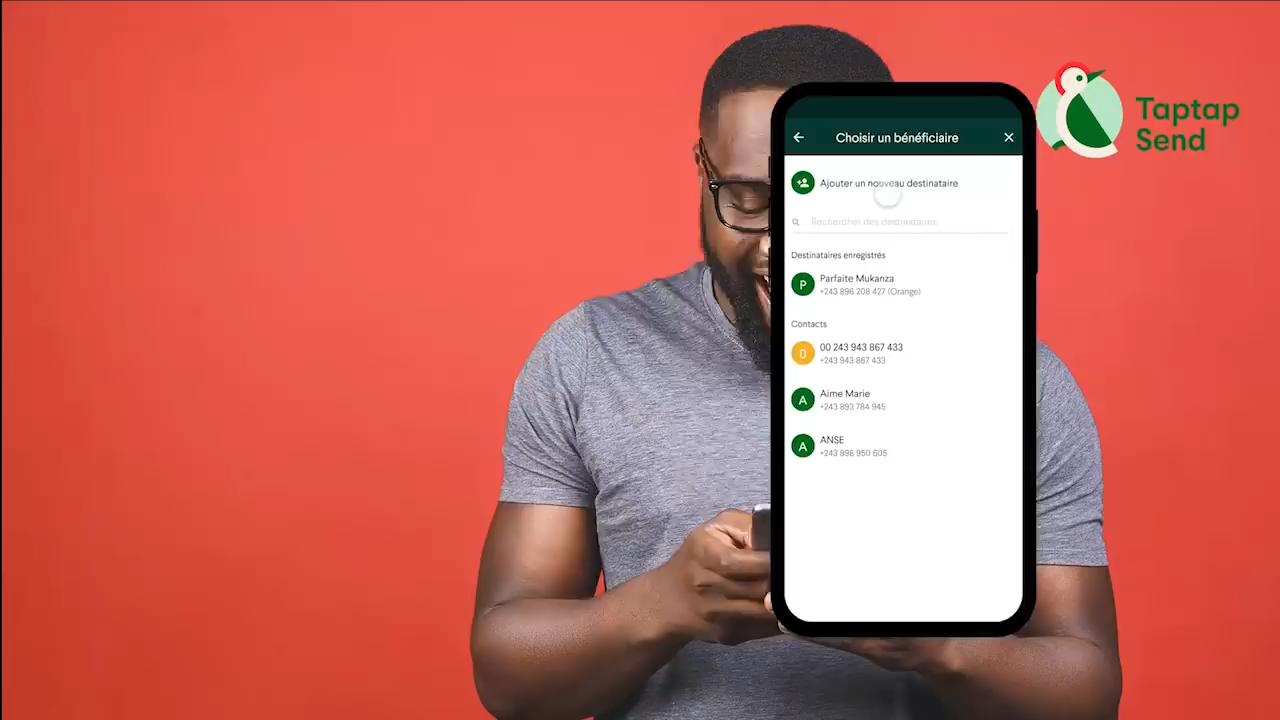 Taptap
Send
Choisir un bénéficiaire
Ajouter un nouveau destinataire
Rechercher des destinataires
Destinataires enregistrés
P
Parfaite Mukanza
+243 896 208 427 (Orange)
Contacts
0
00 243 943 867 433
+243 943 867 433
A
Aime Marie
+243 893 784 945
A
ANSE
+243 898 950 605